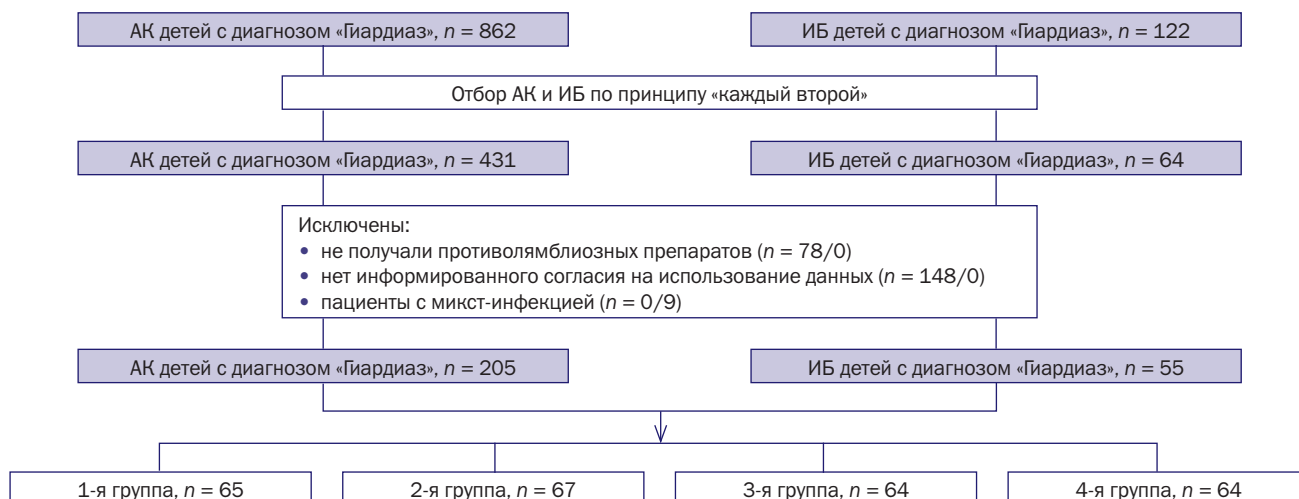 АК детей с диагнозом «Гиардиаз», n = 862
ИБ детей с диагнозом «Гиардиаз», n = 122
Отбор АК и ИБ по принципу «каждый второй»
АК детей с диагнозом «Гиардиаз», n = 431
ИБ детей с диагнозом «Гиардиаз», n = 64
Исключены:
• не получали противолямблиозных препаратов (n = 78/0)
• нет информированного согласия на использование данных (n = 148/0)
• пациенты с микст-инфекцией (n = 0/9)
АК детей с диагнозом «Гиардиаз», n = 205
ИБ детей с диагнозом «Гиардиаз», n = 55
1-я группа, n = 65
2-я группа, n = 67
3-я группа, n = 64
4-я группа, n = 64